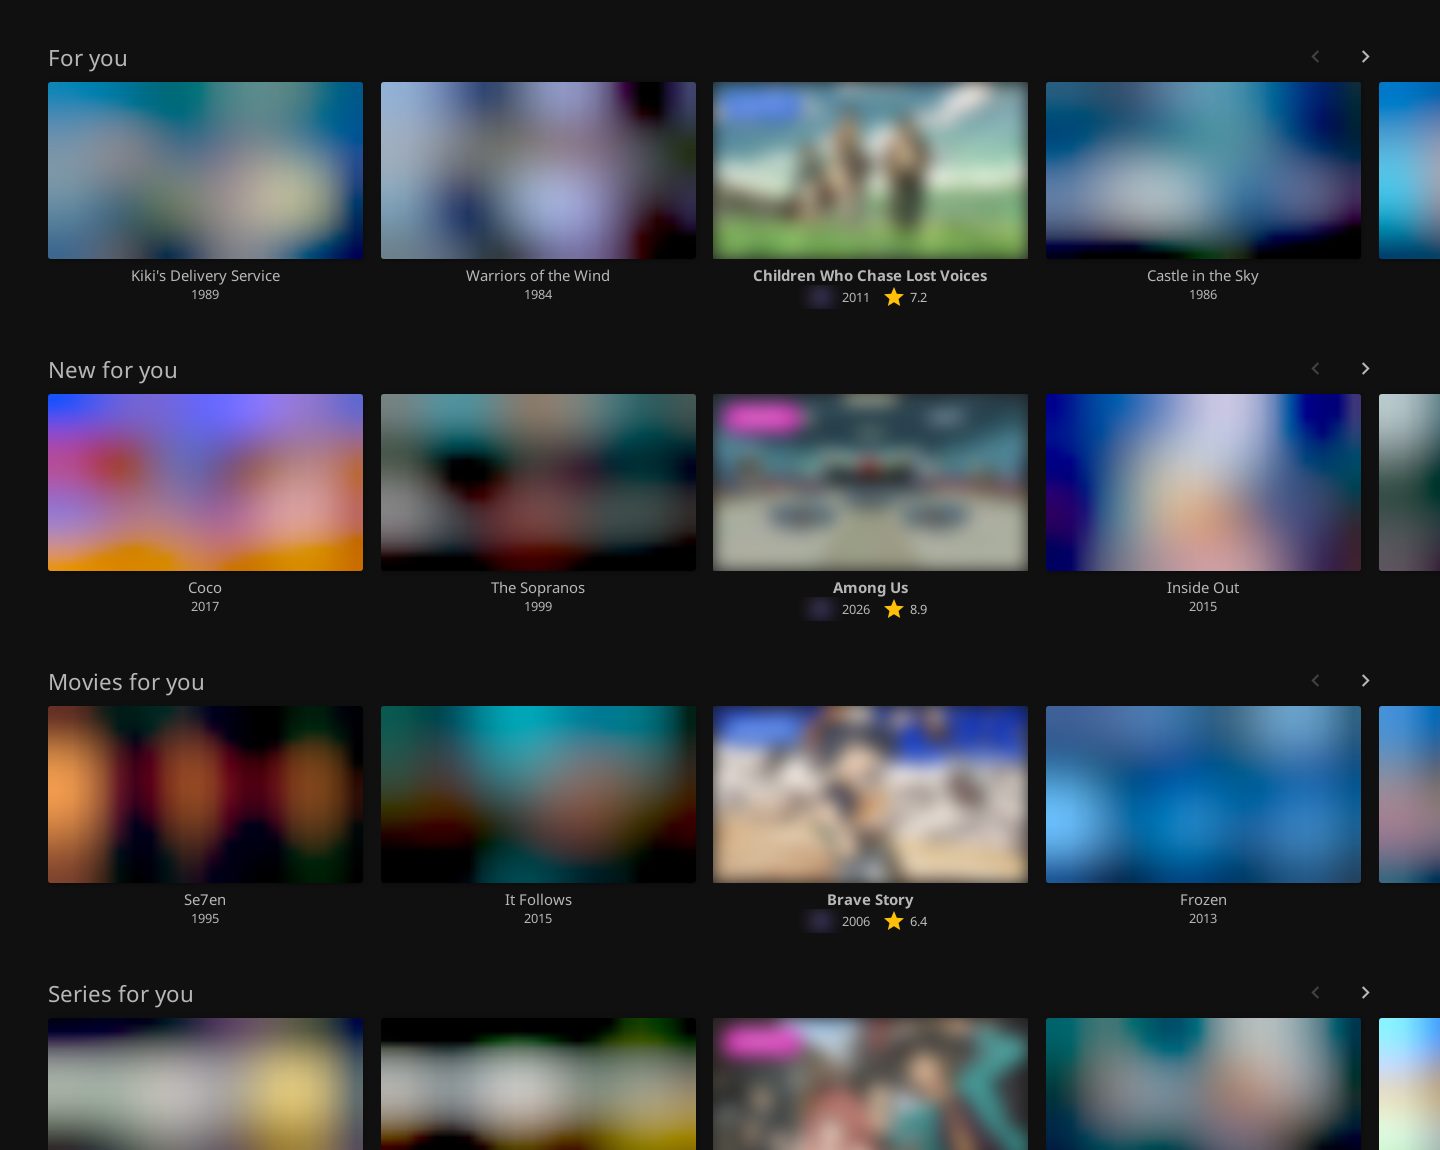 For you
Kiki's Delivery Service
1989
Warriors of the Wind
1984
Children Who Chase Lost Voices
2011 7.2
Castle in the Sky
1986
New for you
Coco
2017
The Sopranos
1999
Among Us
2026 8.9
Inside Out
2015
Movies for you
Se7en
1995
It Follows
2015
Brave Story
2006 6.4
Frozen
2013
Series for you